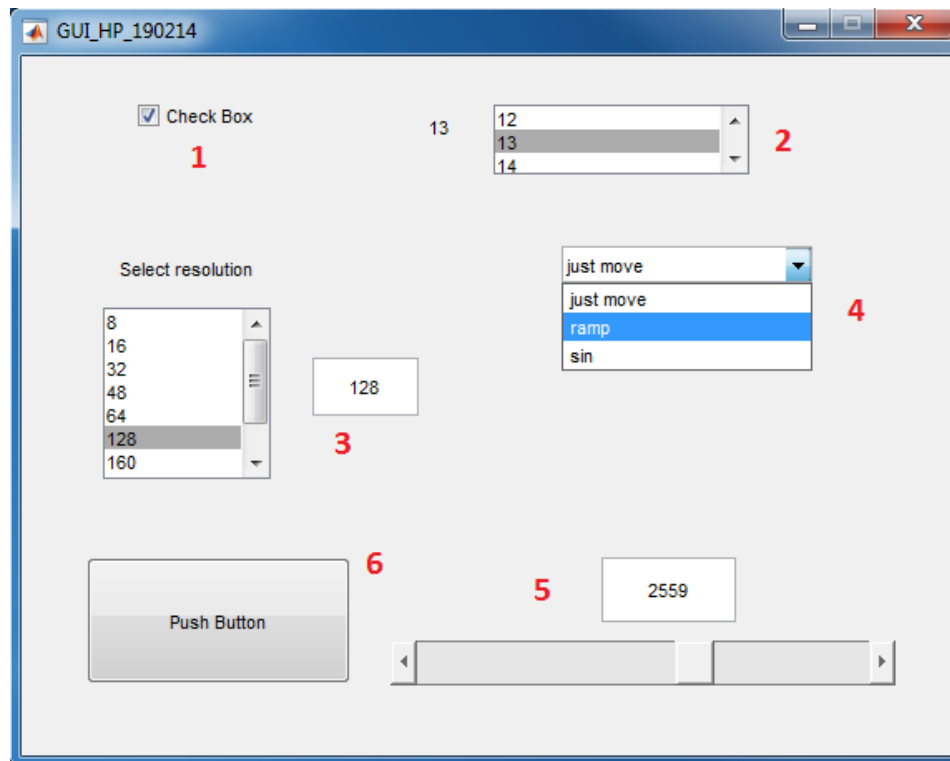 GUI_HP_190214
Check Box
1
13
12
13
14
2
Select resolution
8
16
32
48
64
128
160
128
3
just move
just move
ramp
sin
4
Push Button
6
5
2559